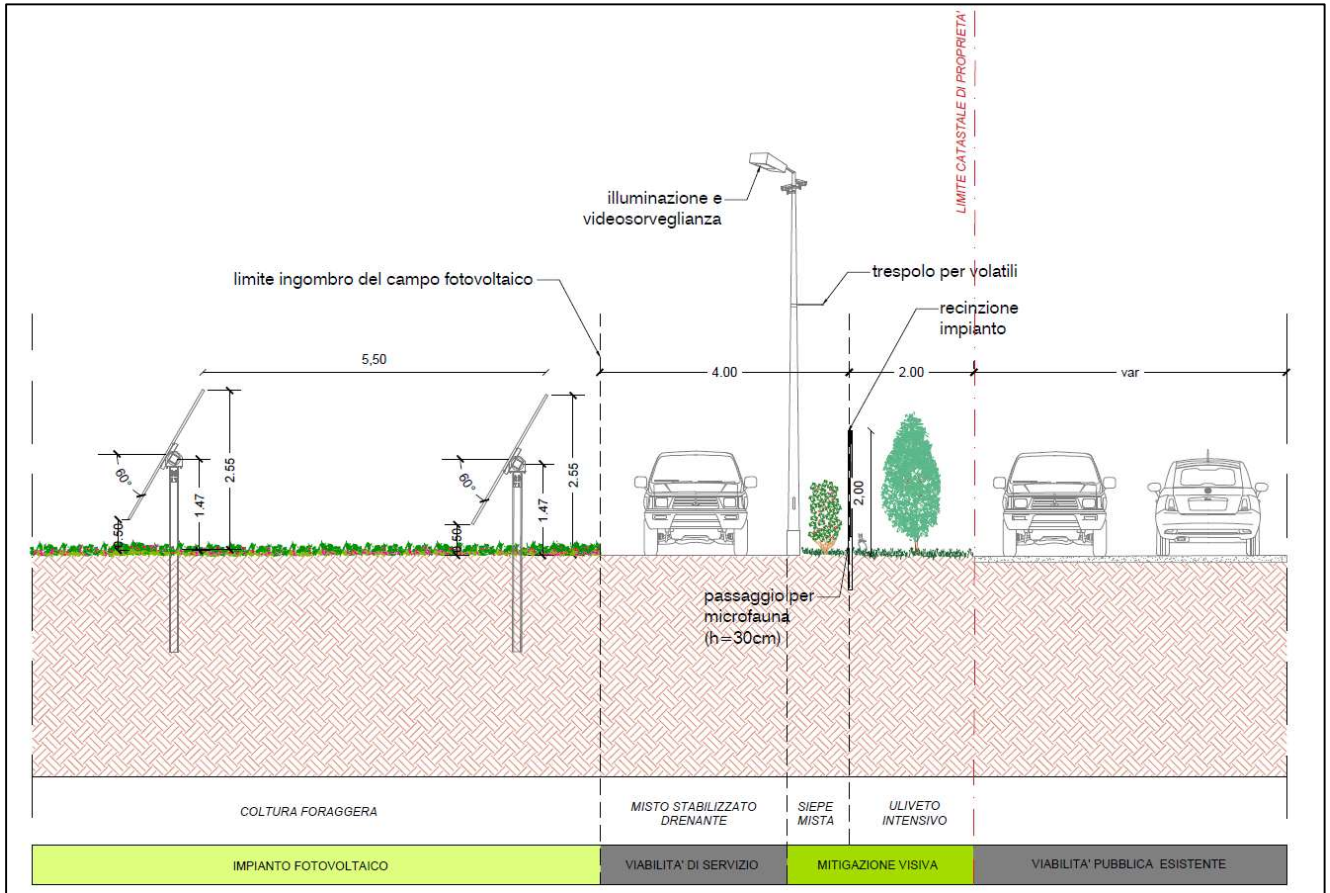 LIMITE CATASTALE DI PROPRIETA'
illuminazione e
videosorveglianza
limite ingombro del campo fotovoltaico
trespolo per volatili
recinzione
impianto
5,50
4.00
2.00
var
60°
0.50
1.47
2.55
60°
0.50
1.47
2.55
2,00
passaggio per
microfauna
(h=30cm)
COLTURA FORAGGERA
MISTO STABILIZZATO
DRENANTE
SIEPE
MISTA
ULIVETO
INTENSIVO
IMPIANTO FOTOVOLTAICO
VIABILITA' DI SERVIZIO
MITIGAZIONE VISIVA
VIABILITA' PUBBLICA ESISTENTE